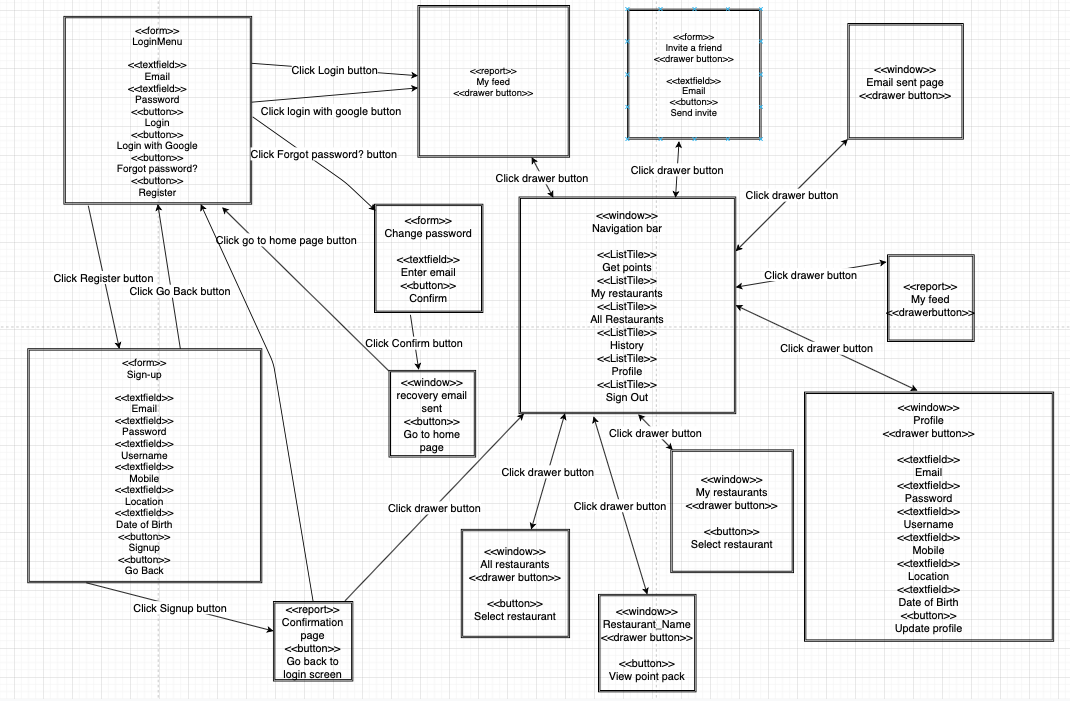 <<form>>
LoginMenu
<<textfield>>
Email
<<textfield>>
Password
<<button>>
Login
<<button>>
Login with Google
<<button>>
Forgot password?
<<button>>
Register
Click Login button
Click login with google button
Click Forgot password? button
<<report>>
My feed
<<drawer button>>
<<form>>
Invite a friend
<<drawer button>>
<<textfield>>
Email
<<button>>
Send invite
<<window>>
Email sent page
<<drawer button>>
Click drawer button
Click drawer button
Click drawer button
<<form>>
Change password
<<textfield>>
Enter email
<<button>>
Confirm
<<window>>
Navigation bar
<<ListTile>>
Get points
<<ListTile>>
My restaurants
<<ListTile>>
All Restaurants
<<ListTile>>
History
<<ListTile>>
Profile
<<ListTile>>
Sign Out
Click go to home page button
Click Register button
Click Go Back button
Click drawer button
<<report>>
My feed
<<drawerbutton>>
Click Confirm button
Click drawer button
<<form>>
Sign-up
<<textfield>>
Email
<<textfield>>
Password
<<textfield>>
Username
<<textfield>>
Mobile
<<textfield>>
Location
<<textfield>>
Date of Birth
<<button>>
Signup
<<button>>
Go Back
<<window>>
recovery email
sent
<<button>>
Go to home
page
<<window>>
Profile
<<drawer button>>
<<textfield>>
Email
<<textfield>>
Password
<<textfield>>
Username
<<textfield>>
Mobile
<<textfield>>
Location
<<textfield>>
Date of Birth
<<button>>
Update profile
Click drawer button
Click drawer button
Click drawer button
Click drawer button
<<window>>
My restaurants
<<drawer button>>
<<button>>
Select restaurant
<<window>>
All restaurants
<<drawer button>>
<<button>>
Select restaurant
Click Signup button
<<report>>
Confirmation
page
<<button>>
Go back to
login screen
<<window>>
Restaurant_Name
<<drawer button>>
<<button>>
View point pack